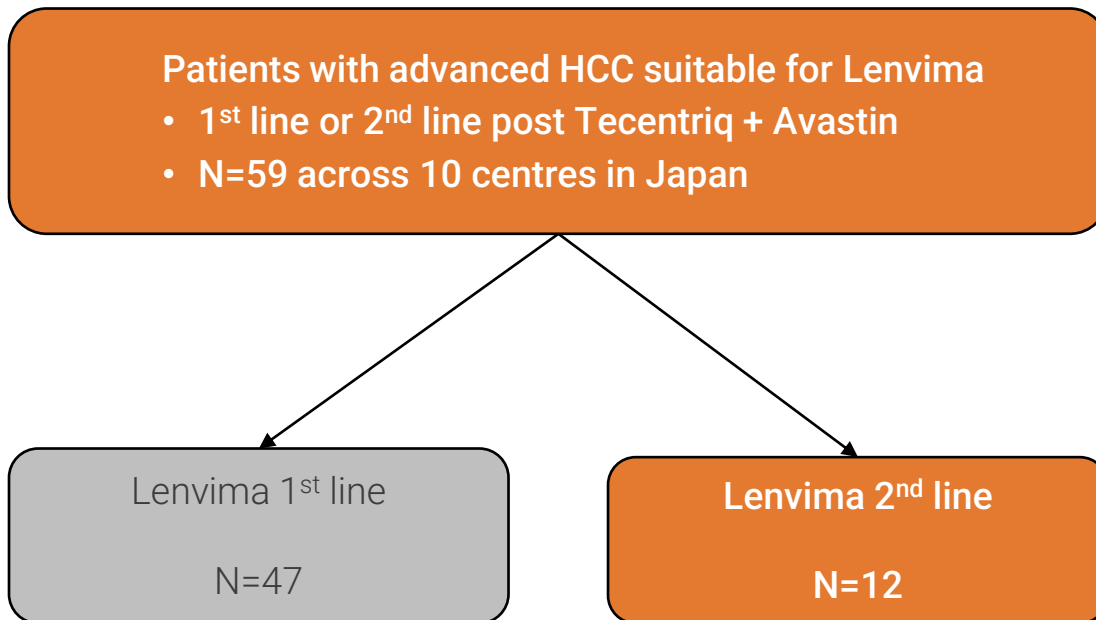 Patients with advanced HCC suitable for Lenvima
• 1st line or 2nd line post Tecentriq + Avastin
• N=59 across 10 centres in Japan
Lenvima 1st line
N=47
Lenvima 2nd line
N=12